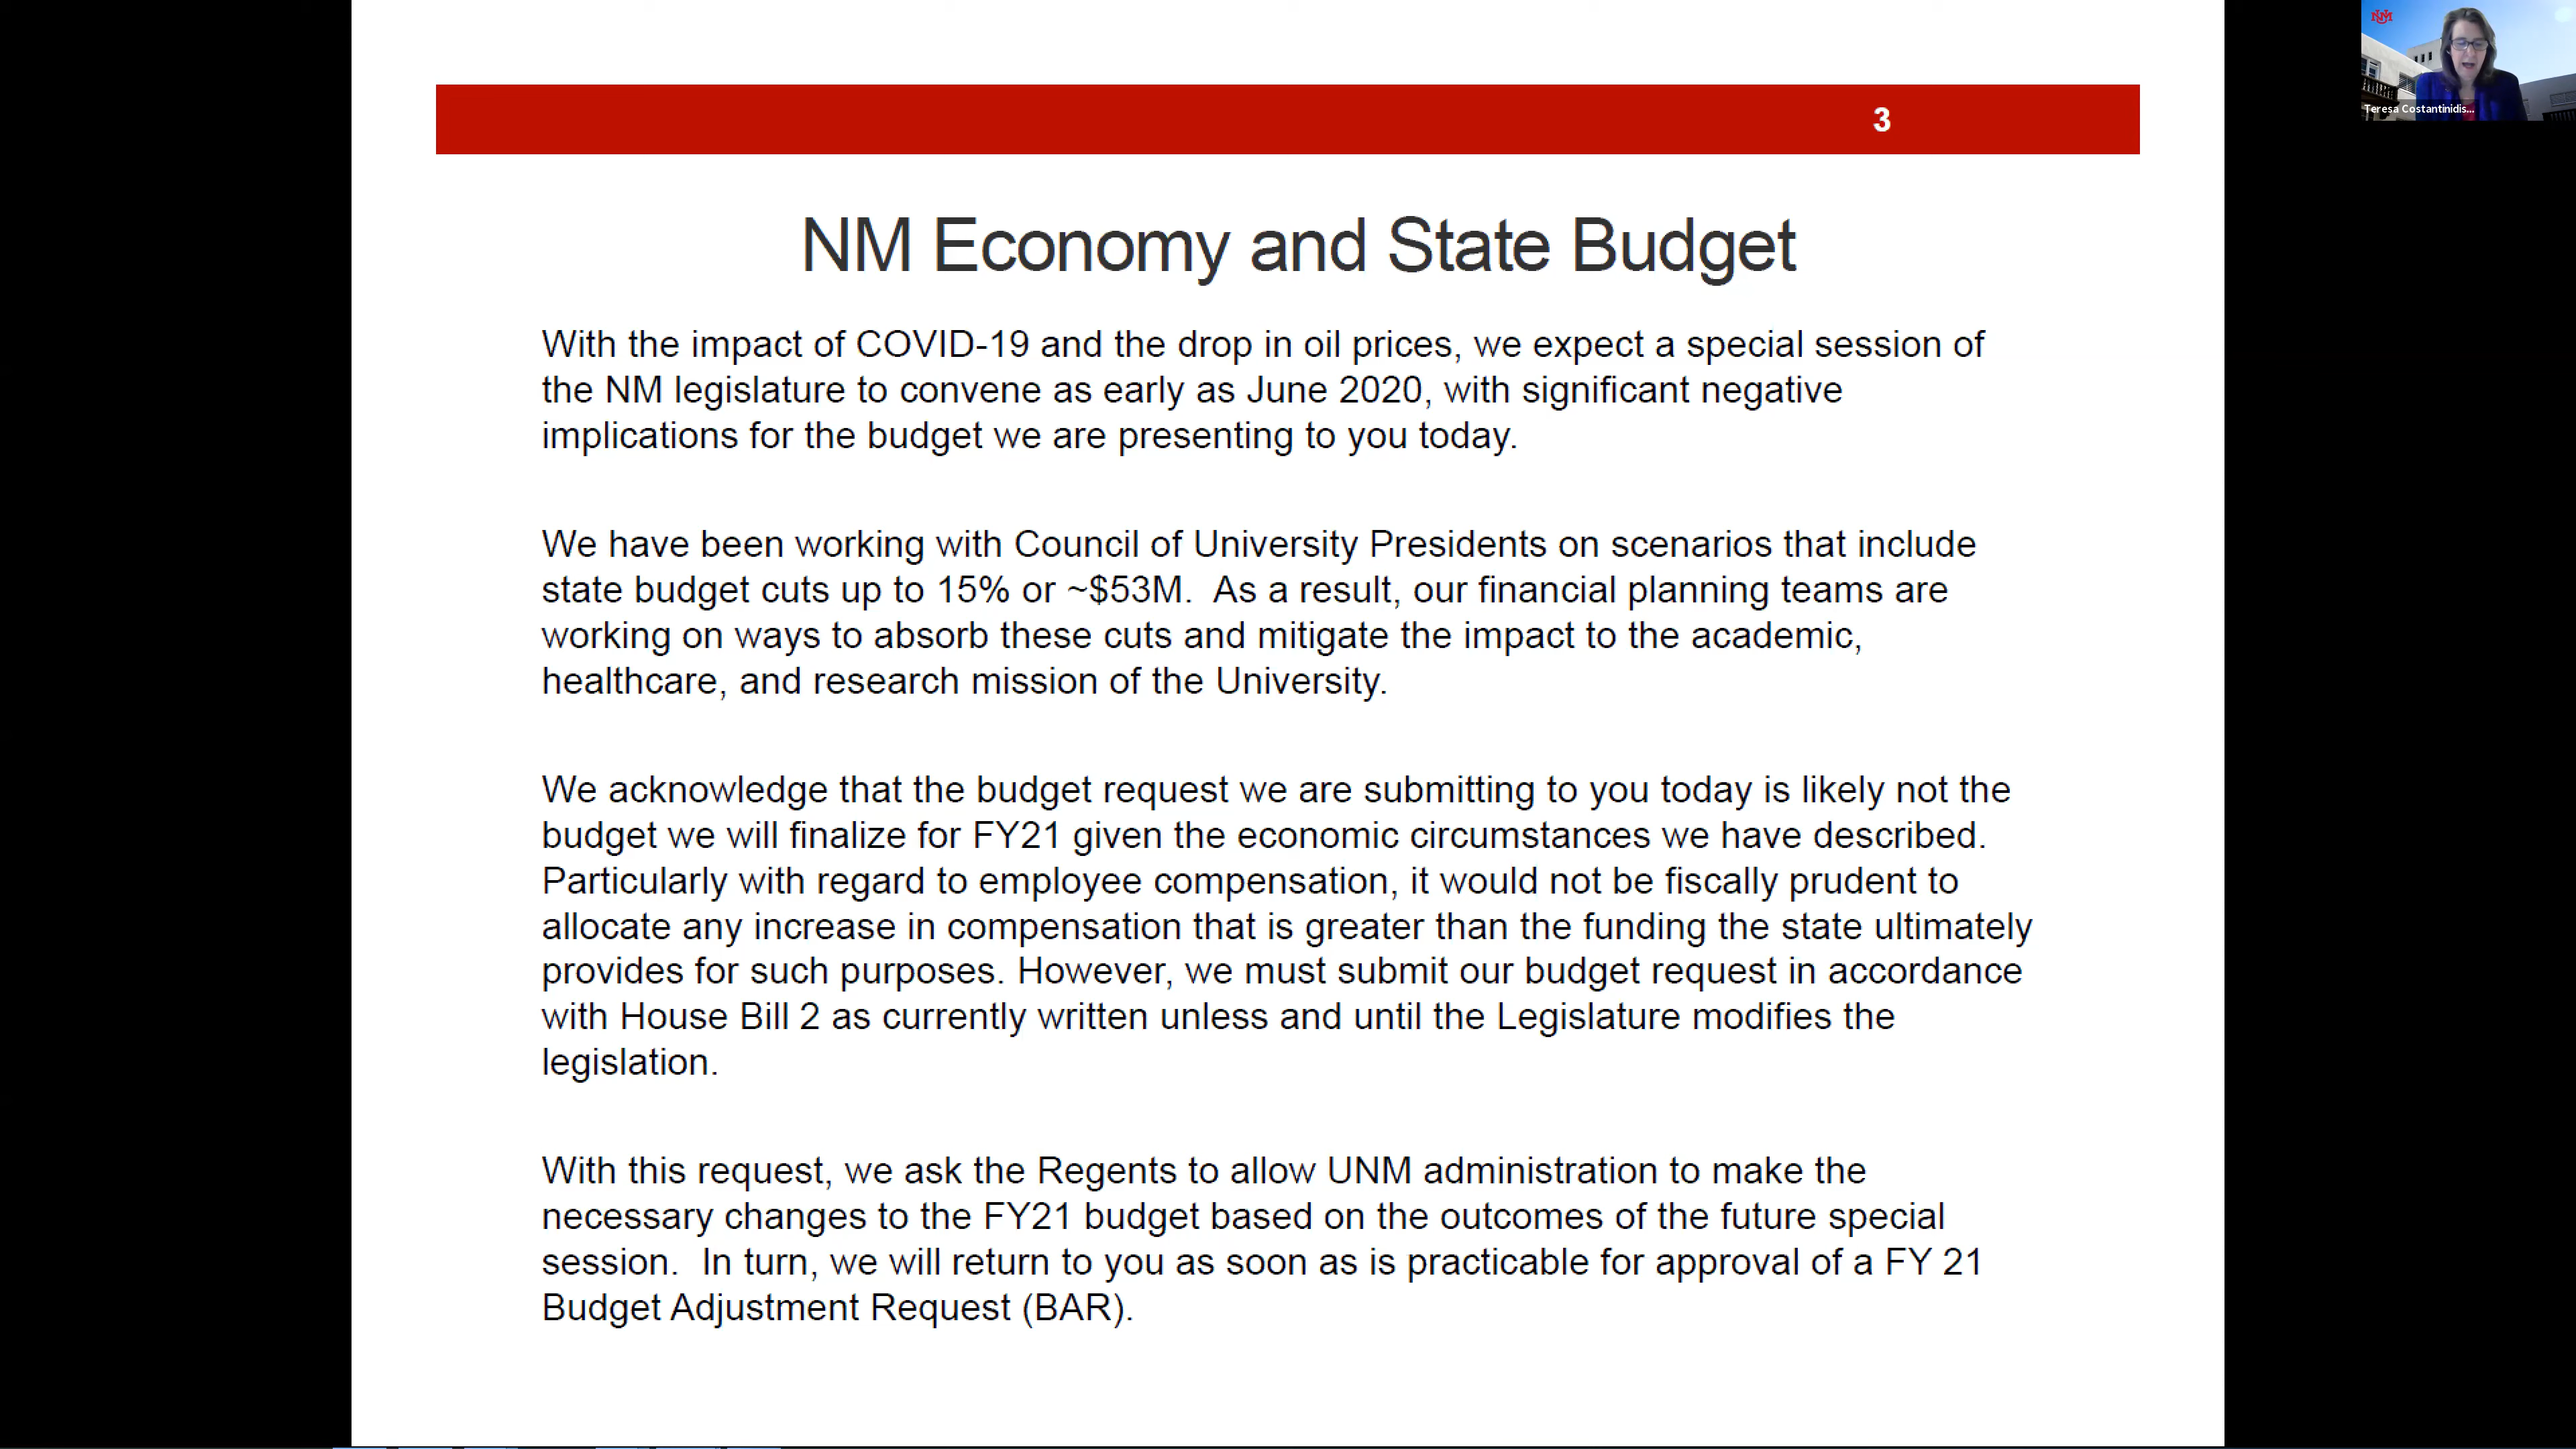 3
NM Economy and State Budget
With the impact of COVID-19 and the drop in oil prices, we expect a special session of
the NM legislature to convene as early as June 2020, with significant negative
implications for the budget we are presenting to you today.
We have been working with Council of University Presidents on scenarios that include
state budget cuts up to 15% or ~$53M.  As a result, our financial planning teams are
working on ways to absorb these cuts and mitigate the impact to the academic,
healthcare, and research mission of the University.
We acknowledge that the budget request we are submitting to you today is likely not the
budget we will finalize for FY21 given the economic circumstances we have described.
Particularly with regard to employee compensation, it would not be fiscally prudent to
allocate any increase in compensation that is greater than the funding the state ultimately
provides for such purposes. However, we must submit our budget request in accordance
with House Bill 2 as currently written unless and until the Legislature modifies the
legislation.
With this request, we ask the Regents to allow UNM administration to make the
necessary changes to the FY21 budget based on the outcomes of the future special
session.  In turn, we will return to you as soon as is practicable for approval of a FY 21
Budget Adjustment Request (BAR).
NM
Teresa Costantinidis...